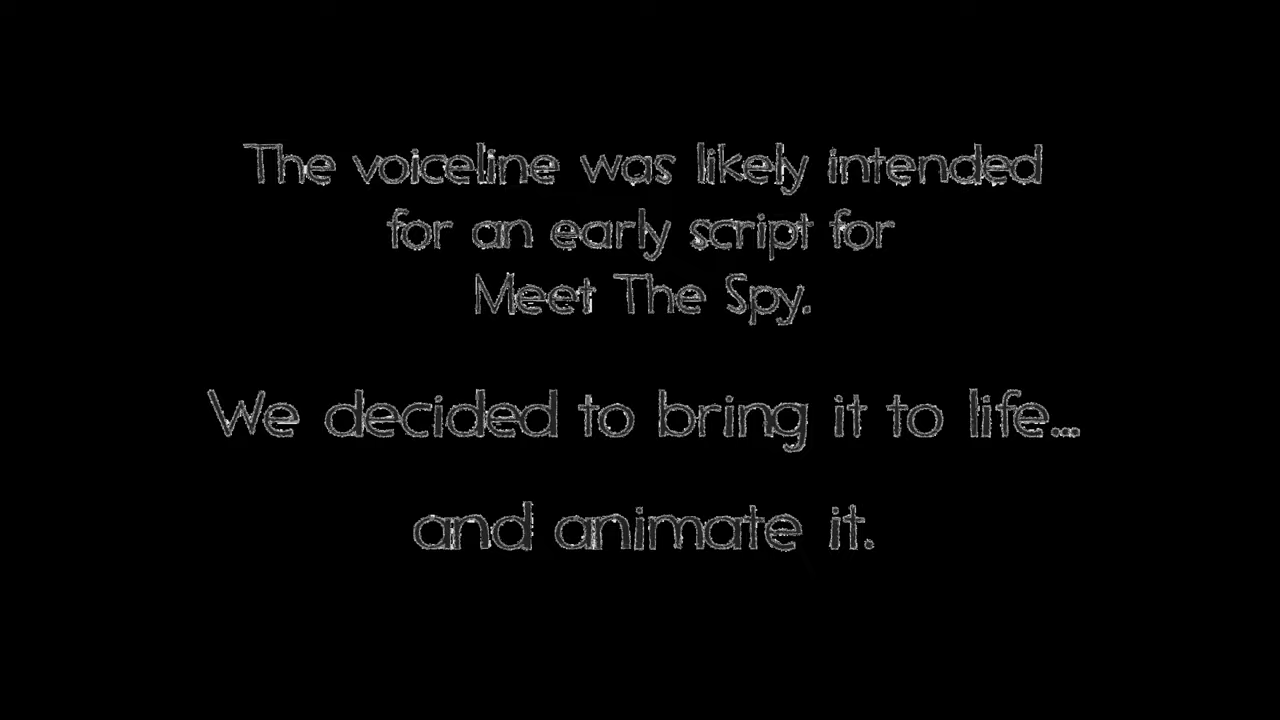 The voiceline was likely intended
for an early script for
Meet The Spy.
We decided to bring it to life...
and animate it.